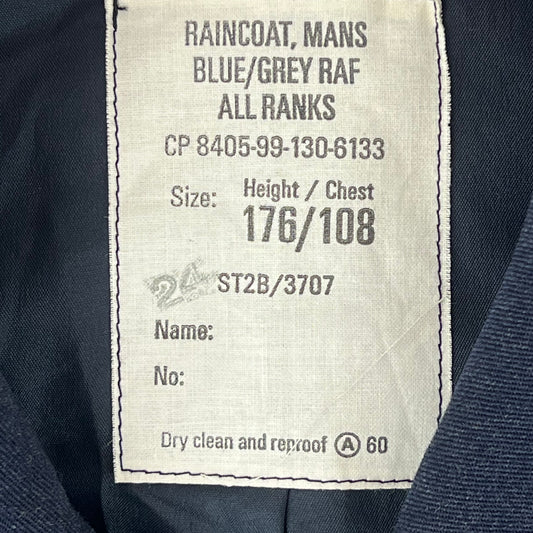 RAINCOAT, MANS
BLUE/GREY RAF
ALL RANKS
CP 8405-99-130-6133
Size: Height / Chest
176/108
24 ST2B/3707
Name:
No:
Dry clean and reproof Ⓐ 60